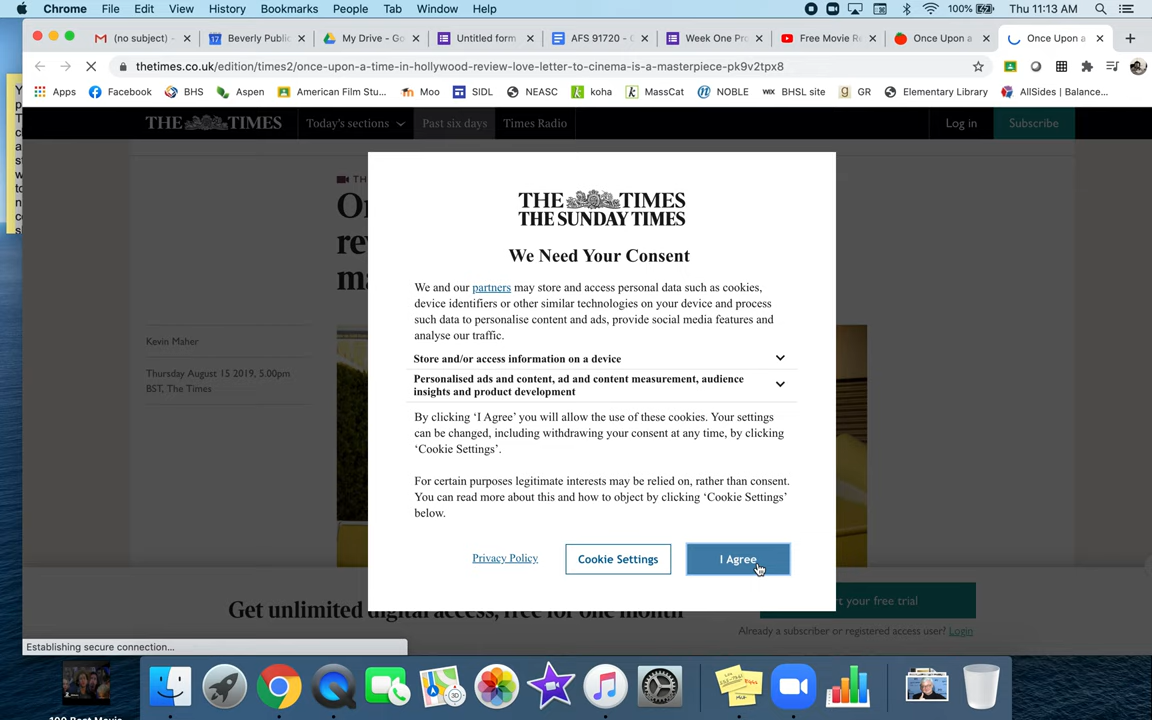 Chrome File Edit View History Bookmarks People Tab Window Help 100% Thu 11:13 AM
(no subject) Beverly Public My Drive - Go Untitled form AFS 91720 - Week One Pro Free Movie R Once Upon a Once Upon a
thetimes.co.uk/edition/times2/once-upon-a-time-in-hollywood-review-love-letter-to-cinema-is-a-masterpiece-pk9v2tpx8
Apps Facebook BHS Aspen American Film Stu... Moo SIDL NEASC koha MassCat NOBLE WIX BHSL site GR Elementary Library AllSides | Balance...
THE TIMES Today's sections Past six days Times Radio Log in Subscribe
THE TIMES
THE SUNDAY TIMES
We Need Your Consent
We and our partners may store and access personal data such as cookies,
device identifiers or other similar technologies on your device and process
such data to personalise content and ads, provide social media features and
analyse our traffic.
Store and/or access information on a device
Personalised ads and content, ad and content measurement, audience
insights and product development
By clicking ‘I Agree’ you will allow the use of these cookies. Your settings
can be changed, including withdrawing your consent at any time, by clicking
‘Cookie Settings’.
For certain purposes legitimate interests may be relied on, rather than consent.
You can read more about this and how to object by clicking ‘Cookie Settings’
below.
Privacy Policy Cookie Settings I Agree
Kevin Maher
Thursday August 15 2019, 5.00pm
BST, The Times
Get unlimited digital access, free for one month
your free trial
Already a subscriber or registered access user? Login
Establishing secure connection...
100 Best Movie